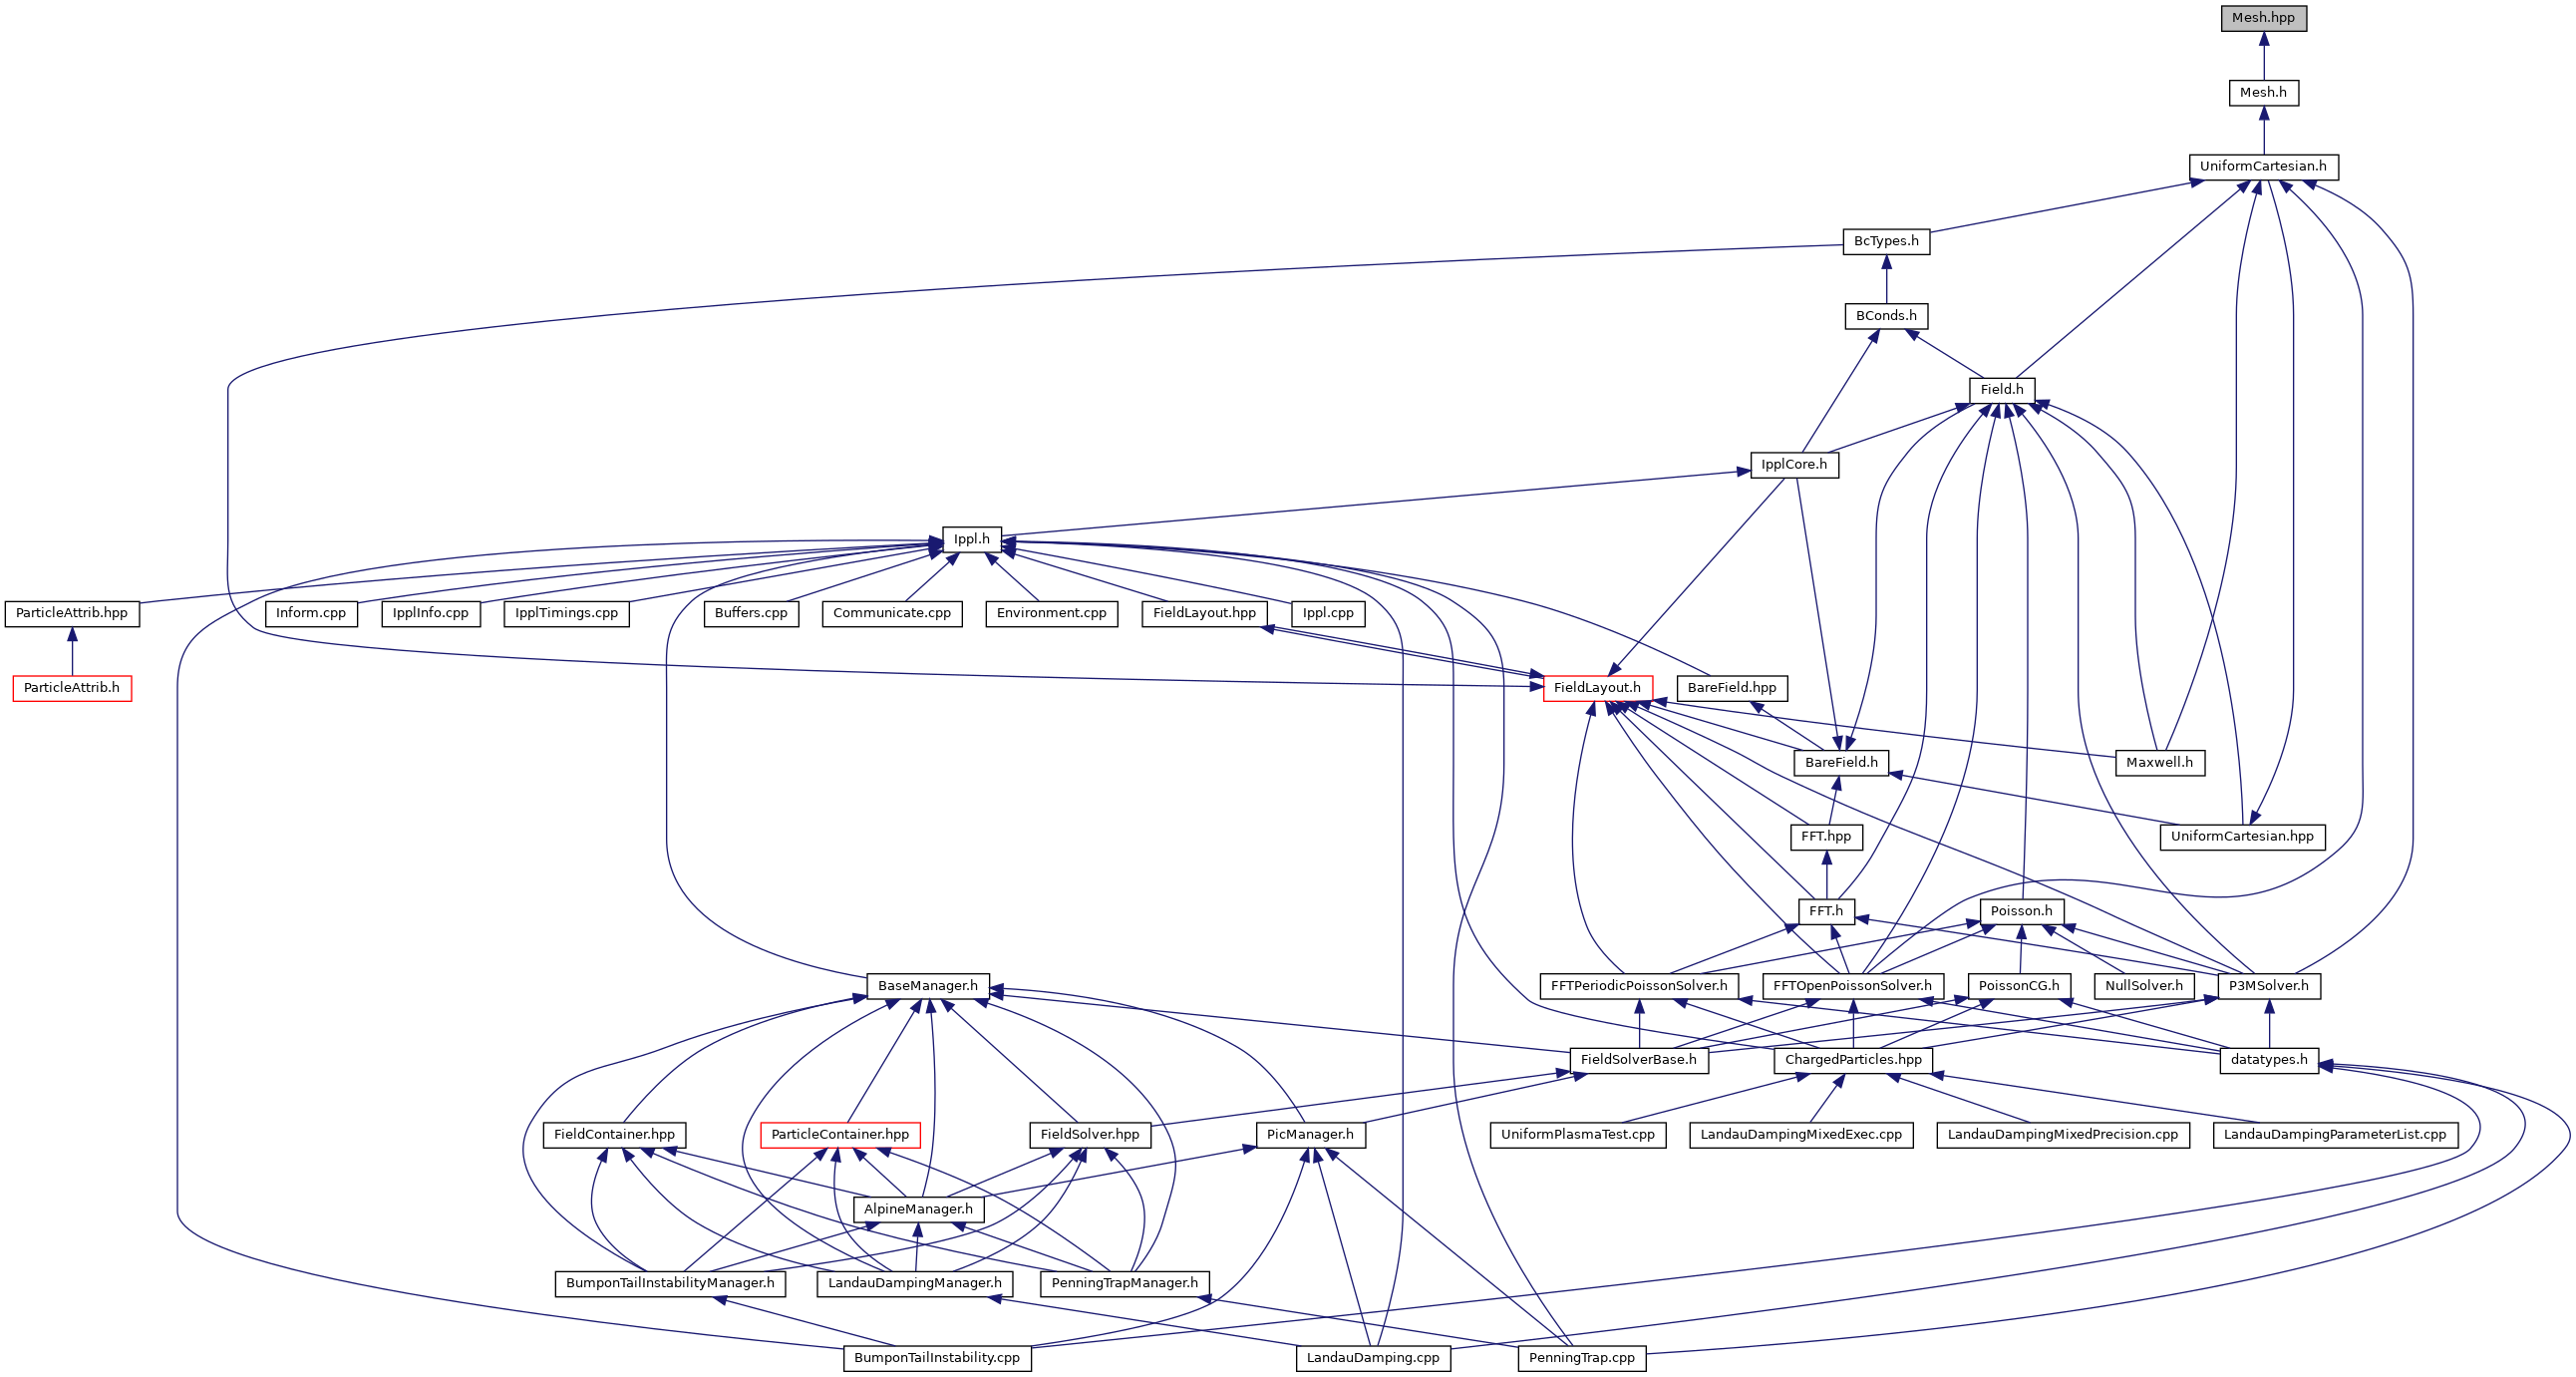 Mesh.hpp
Mesh.h
UniformCartesian.h
BcTypes.h
BConds.h
Field.h
IpplCore.h
Ippl.h
ParticleAttrib.hpp
Inform.cpp
IpplInfo.cpp
IpplTimings.cpp
Buffers.cpp
Communicate.cpp
Environment.cpp
FieldLayout.hpp
Ippl.cpp
ParticleAttrib.h
FieldLayout.h
BareField.hpp
BareField.h
Maxwell.h
FFT.hpp
UniformCartesian.hpp
FFT.h
Poisson.h
BaseManager.h
FFTPeriodicPoissonSolver.h
FFTOpenPoissonSolver.h
PoissonCG.h
NullSolver.h
P3MSolver.h
FieldSolverBase.h
ChargedParticles.hpp
datatypes.h
FieldContainer.hpp
ParticleContainer.hpp
FieldSolver.hpp
PicManager.h
UniformPlasmaTest.cpp
LandauDampingMixedExec.cpp
LandauDampingMixedPrecision.cpp
LandauDampingParameterList.cpp
AlpineManager.h
BumponTailInstabilityManager.h
LandauDampingManager.h
PenningTrapManager.h
BumponTailInstability.cpp
LandauDamping.cpp
PenningTrap.cpp